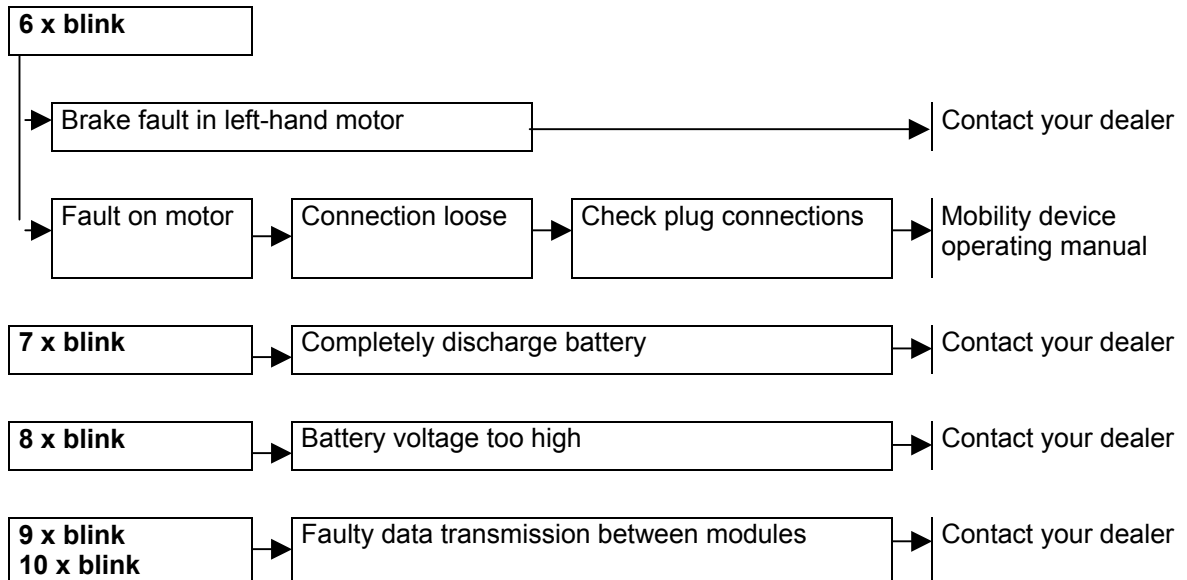 6 x blink
Brake fault in left-hand motor
Contact your dealer
Fault on motor
Connection loose
Check plug connections
Mobility device
operating manual
7 x blink
Completely discharge battery
Contact your dealer
8 x blink
Battery voltage too high
Contact your dealer
9 x blink
10 x blink
Faulty data transmission between modules
Contact your dealer